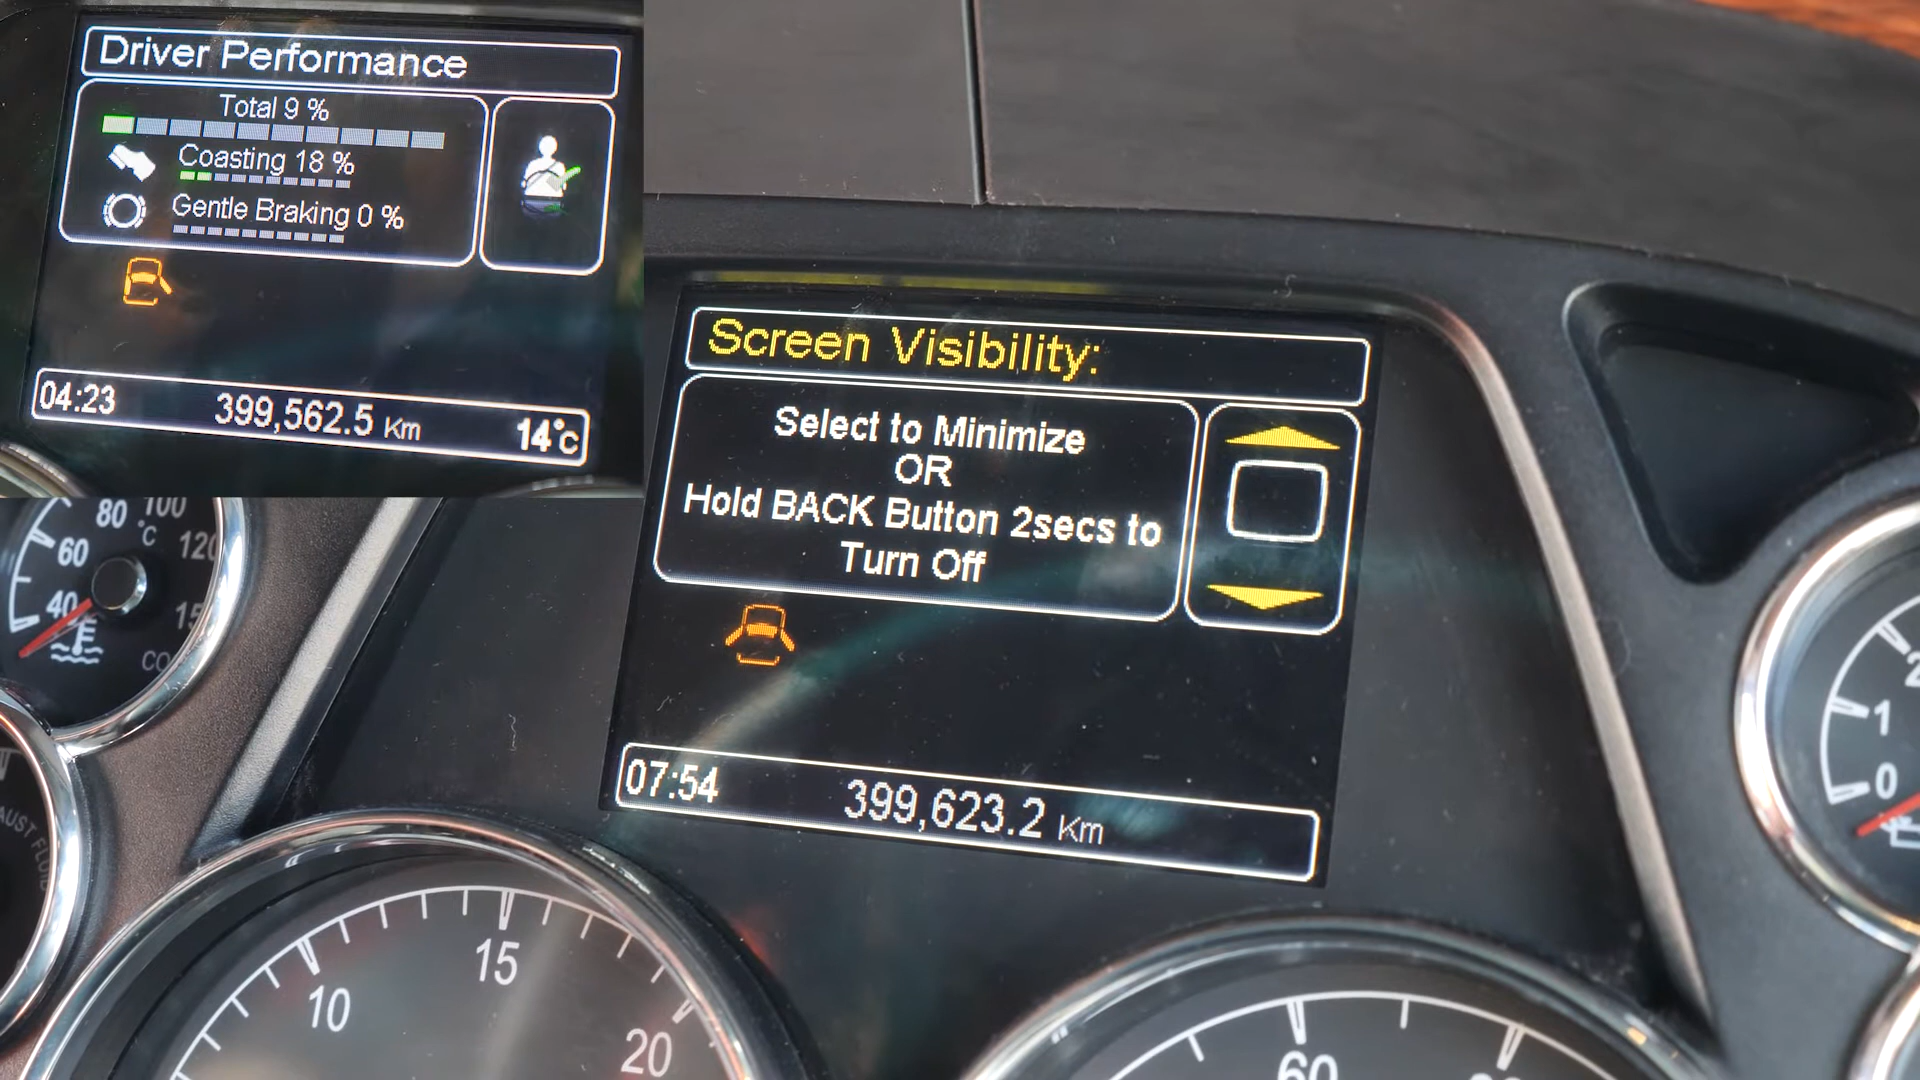 Driver Performance
Total 9 %
Coasting 18 %
Gentle Braking 0 %
04:23 399,562.5 Km 14°C
Screen Visibility:
Select to Minimize
OR
Hold BACK Button 2secs to
Turn Off
07:54 399,623.2 Km
40 60 80 100 120
°C
10 15 20
60
0 1 2